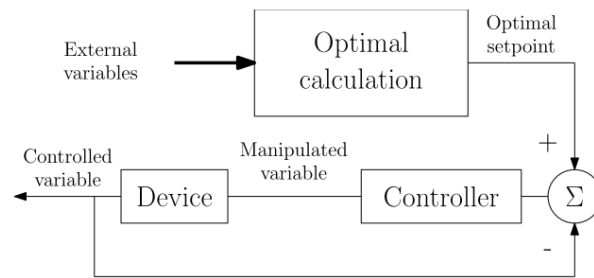 External
variables
Optimal
calculation
Optimal
setpoint
+
Controlled
variable
Device
Manipulated
variable
Controller
Σ
-